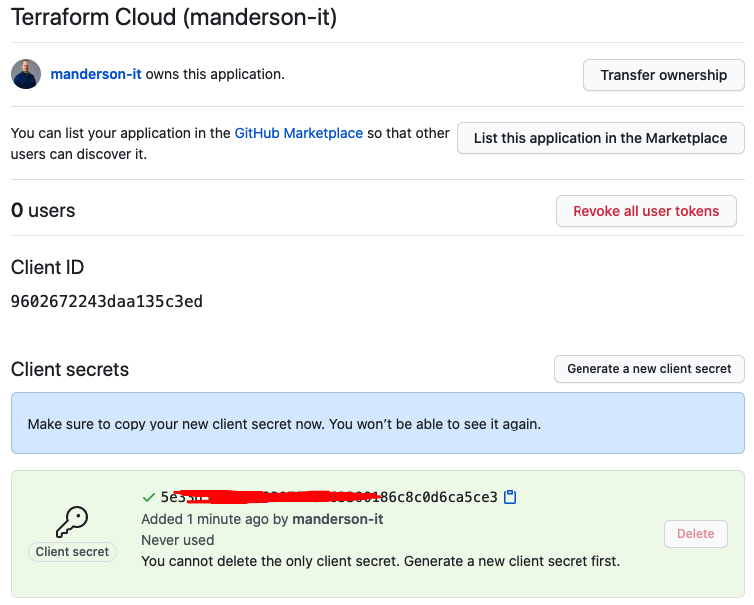 Terraform Cloud (manderson-it)
manderson-it owns this application.
Transfer ownership
You can list your application in the GitHub Marketplace so that other
users can discover it.
List this application in the Marketplace
0 users
Revoke all user tokens
Client ID
9602672243daa135c3ed
Client secrets
Generate a new client secret
Make sure to copy your new client secret now. You won't be able to see it again.
Added 1 minute ago by manderson-it
Never used
You cannot delete the only client secret. Generate a new client secret first.
Client secret
Delete